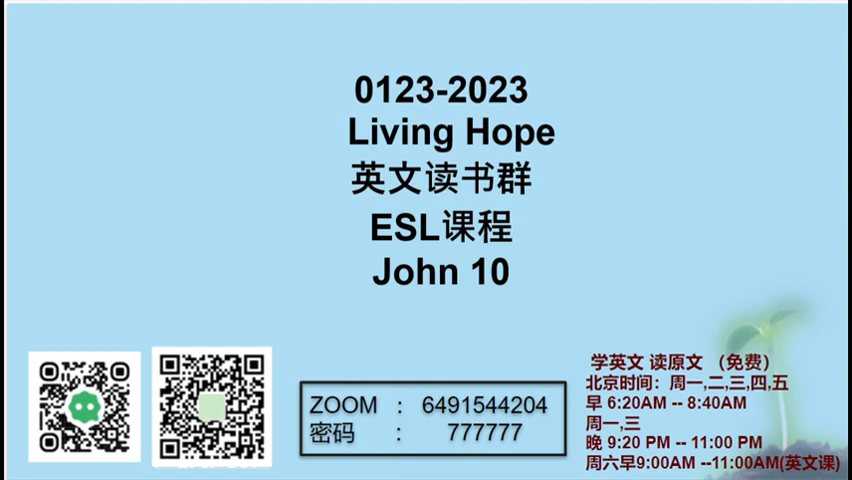 0123-2023
Living Hope
英文读书群
ESL课程
John 10
ZOOM : 6491544204
密码 : 777777
学英文 读原文 （免费）
北京时间：周一,二,三,四,五
早 6:20AM -- 8:40AM
周一,三
晚 9:20 PM -- 11:00 PM
周六早9:00AM --11:00AM(英文课)